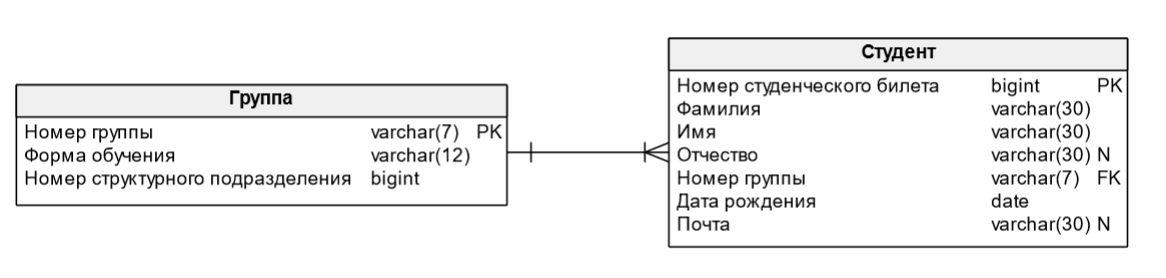 Группа
Номер группы varchar(7) PK
Форма обучения varchar(12)
Номер структурного подразделения bigint
Студент
Номер студенческого билета bigint PK
Фамилия varchar(30)
Имя varchar(30)
Отчество varchar(30) N
Номер группы varchar(7) FK
Дата рождения date
Почта varchar(30) N